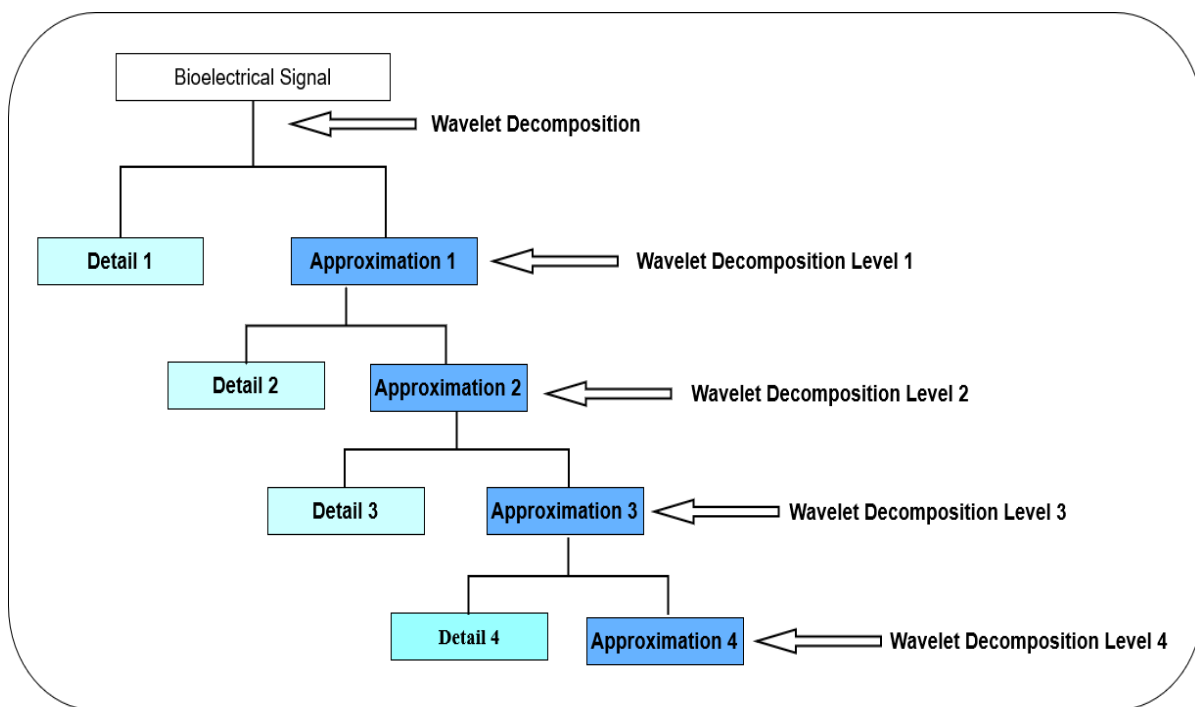 Bioelectrical Signal
Wavelet Decomposition
Detail 1
Approximation 1
Wavelet Decomposition Level 1
Detail 2
Approximation 2
Wavelet Decomposition Level 2
Detail 3
Approximation 3
Wavelet Decomposition Level 3
Detail 4
Approximation 4
Wavelet Decomposition Level 4